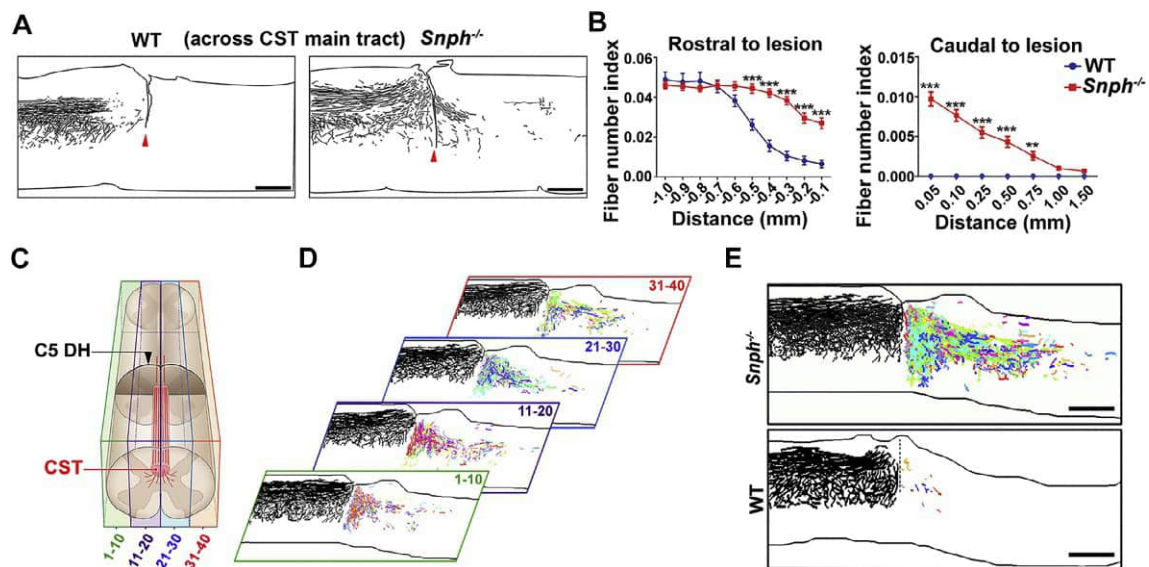 A
WT (across CST main tract) Snph-/-
B
Rostral to lesion
Fiber number index
0.06
0.04
0.02
0.00
*** *** *** *** ***
-1.0 -0.9 -0.8 -0.7 -0.6 -0.5 -0.4 -0.3 -0.2 -0.1
Distance (mm)
Caudal to lesion
WT
Snph-/-
Fiber number index
0.015
0.010
0.005
0.000
*** *** *** *** **
0.05 0.10 0.25 0.50 0.75 1.00 1.50
Distance (mm)
C
C5 DH
CST
1-10 11-20 21-30 31-40
D
31-40
21-30
11-20
1-10
E
Snph-/-
WT